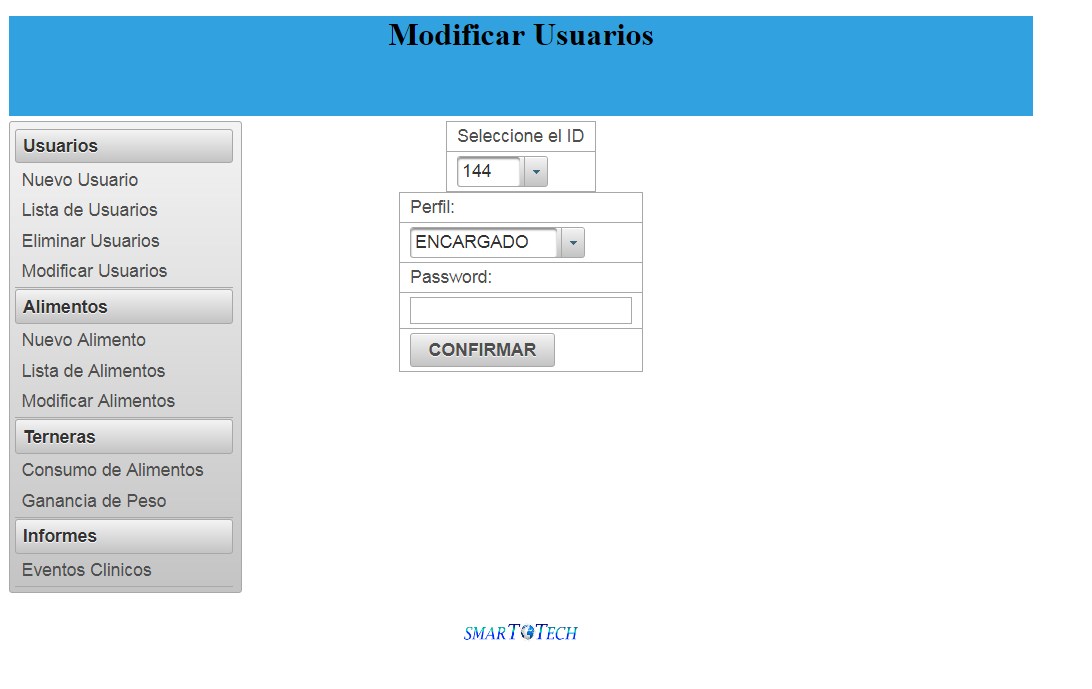 Modificar Usuarios
Usuarios
Nuevo Usuario
Lista de Usuarios
Eliminar Usuarios
Modificar Usuarios
Alimentos
Nuevo Alimento
Lista de Alimentos
Modificar Alimentos
Terneras
Consumo de Alimentos
Ganancia de Peso
Informes
Eventos Clinicos
Seleccione el ID
144
Perfil:
ENCARGADO
Password:
CONFIRMAR
SMARTTECH